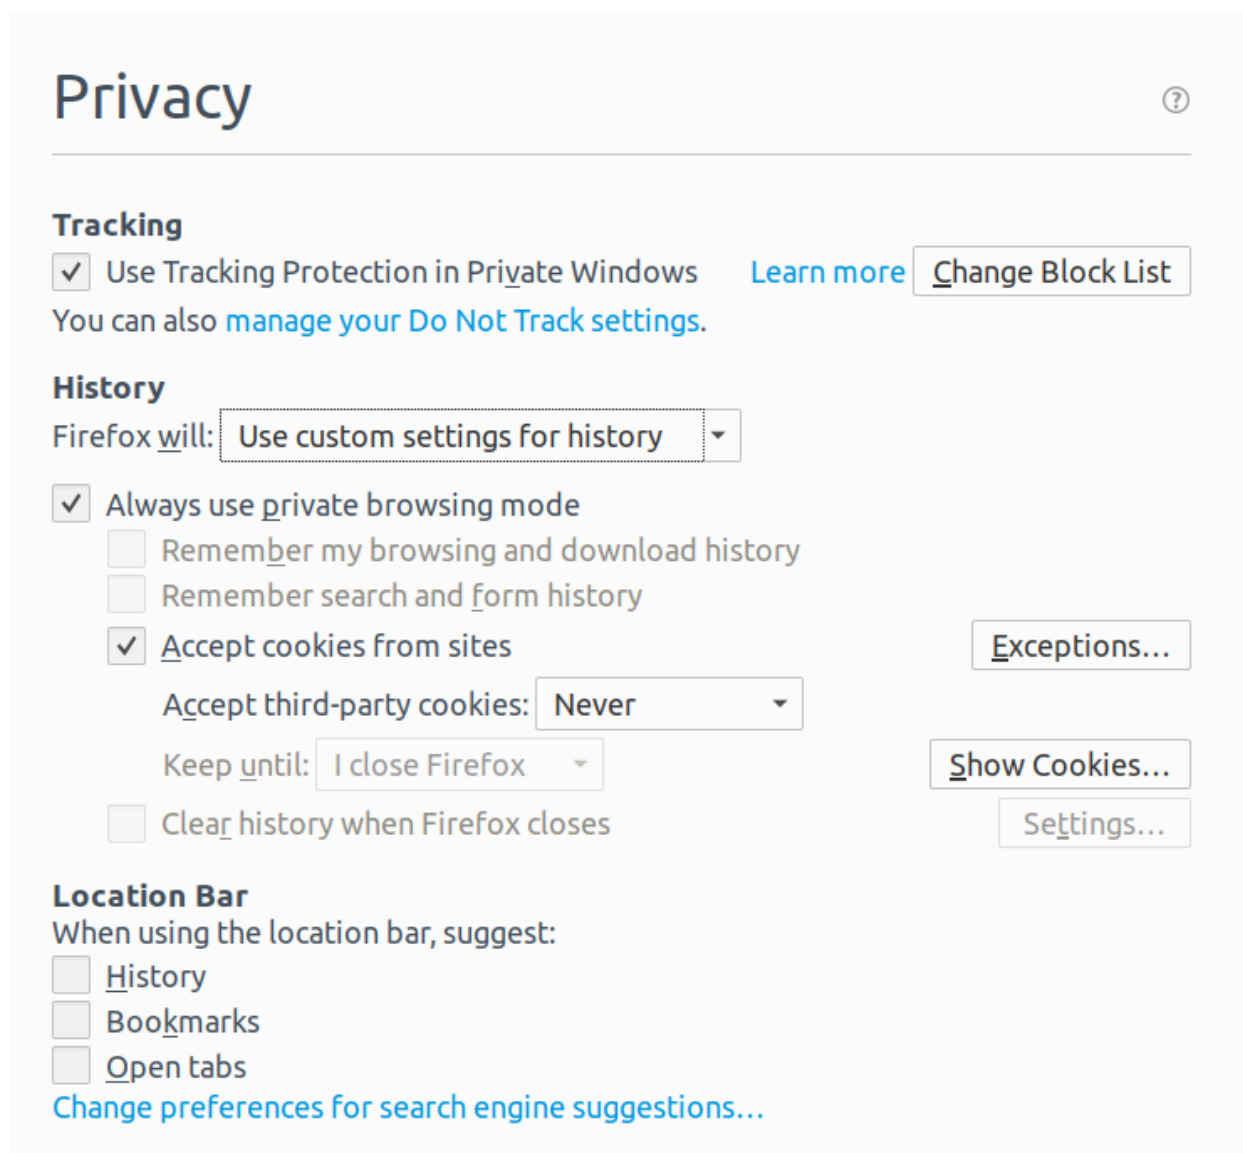 Privacy
?
Tracking
Use Tracking Protection in Private Windows Learn more Change Block List
You can also manage your Do Not Track settings.
History
Firefox will: Use custom settings for history
Always use private browsing mode
Remember my browsing and download history
Remember search and form history
Accept cookies from sites Exceptions...
Accept third-party cookies: Never
Keep until: I close Firefox Show Cookies...
Clear history when Firefox closes Settings...
Location Bar
When using the location bar, suggest:
History
Bookmarks
Open tabs
Change preferences for search engine suggestions...